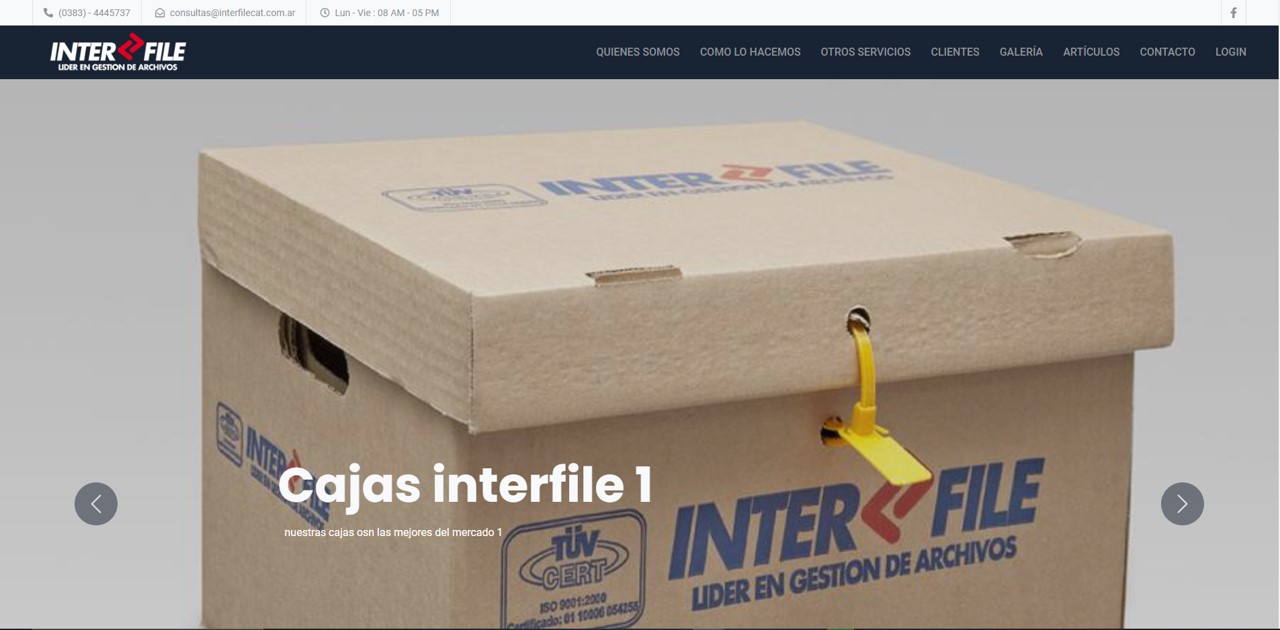 (0383) - 4445737
consultas@interfilecat.com.ar
Lun - Vie : 08 AM - 05 PM
INTER FILE
LIDER EN GESTION DE ARCHIVOS
QUIENES SOMOS
COMO LO HACEMOS
OTROS SERVICIOS
CLIENTES
GALERÍA
ARTÍCULOS
CONTACTO
LOGIN
TÜV
INTER FILE
LIDER EN GESTION DE ARCHIVOS
INTER
Cajas interfile 1
nuestras cajas osn las mejores del mercado 1
TÜV
CERT
ISO 9001:2000
Certificado: 01 10006 054255
INTER FILE
LIDER EN GESTION DE ARCHIVOS